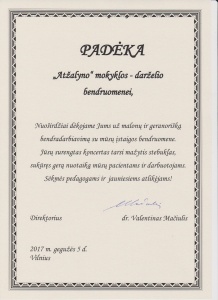 PADĖKA
„Atžalyno" mokyklos - darželio
bendruomenei,
Nuoširdžiai dėkojame Jums už malonų ir geranorišką
bendradarbiavimą su mūsų įstaigos bendruomene.
Jūsų surengtas koncertas tarsi mažytis stebuklas,
sukūręs gerą nuotaiką mūsų pacientams ir darbuotojams.
Sėkmės pedagogams ir jauniesiems atlikėjams!
Direktorius dr. Valentinas Mačiulis
2017 m. gegužės 5 d.
Vilnius